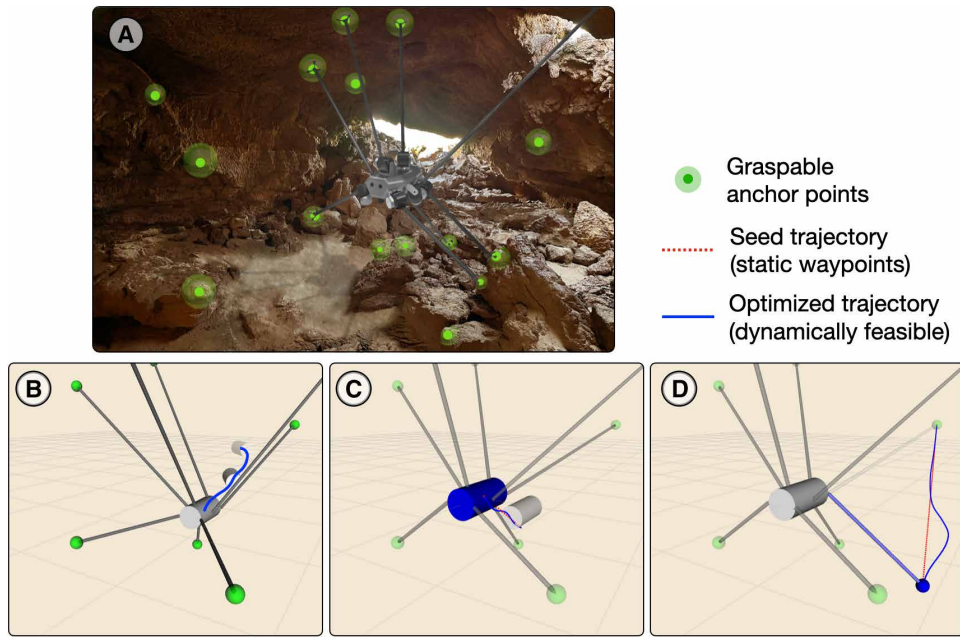 A
Graspable
anchor points
Seed trajectory
(static waypoints)
Optimized trajectory
(dynamically feasible)
B
C
D